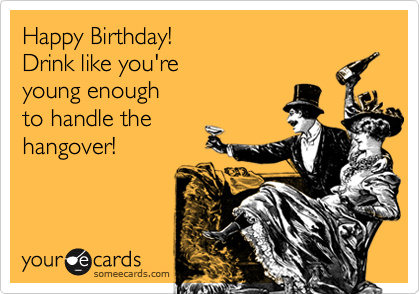 Happy Birthday!
Drink like you're
young enough
to handle the
hangover!
your e cards
someecards.com